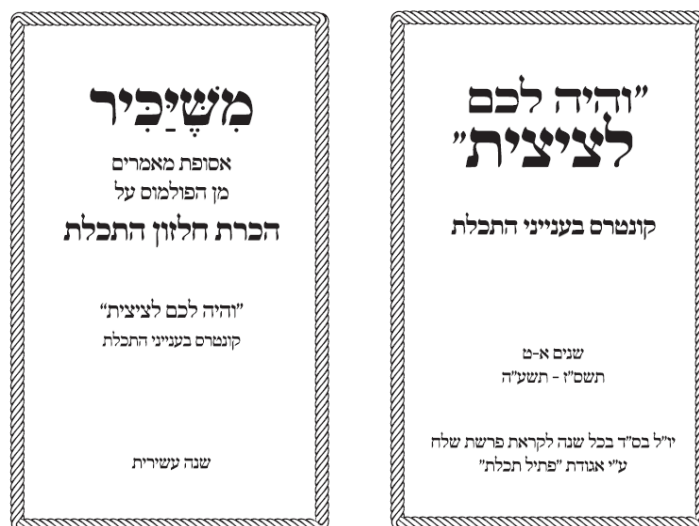 "והיה לכם
לציצית"
קונטרס בענייני התכלת
שנים א-ט
תשס"ז - תשע"ה
יו"ל בס"ד בכל שנה לקראת פרשת שלח
ע"י אגודת "פתיל תכלת"
מִשֶּׁיַּכִּיר
אסופת מאמרים
מן הפולמוס על
הכרת חלזון התכלת
"והיה לכם לציצית"
קונטרס בענייני התכלת
שנה עשירית